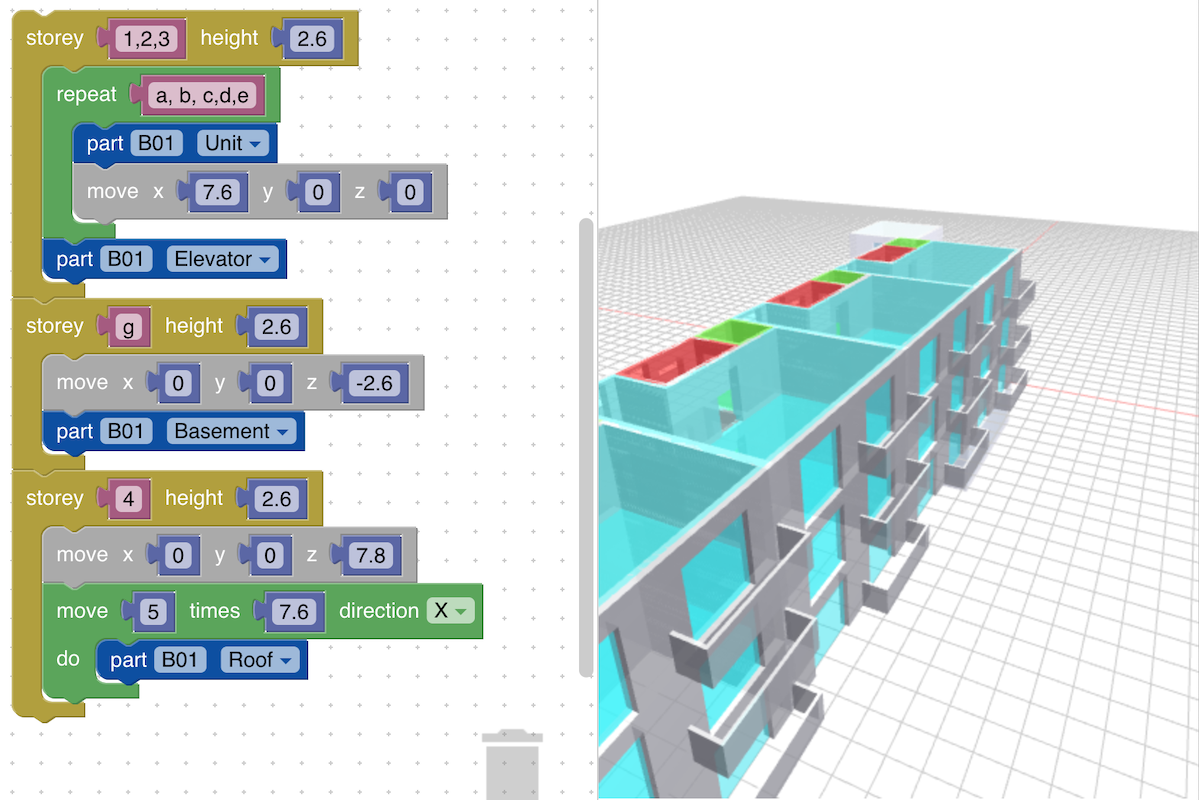 storey 1,2,3 height 2.6
repeat a, b, c,d,e
part B01 Unit
move x 7.6 y 0 z 0
part B01 Elevator
storey g height 2.6
move x 0 y 0 z -2.6
part B01 Basement
storey 4 height 2.6
move x 0 y 0 z 7.8
move 5 times 7.6 direction X
do part B01 Roof